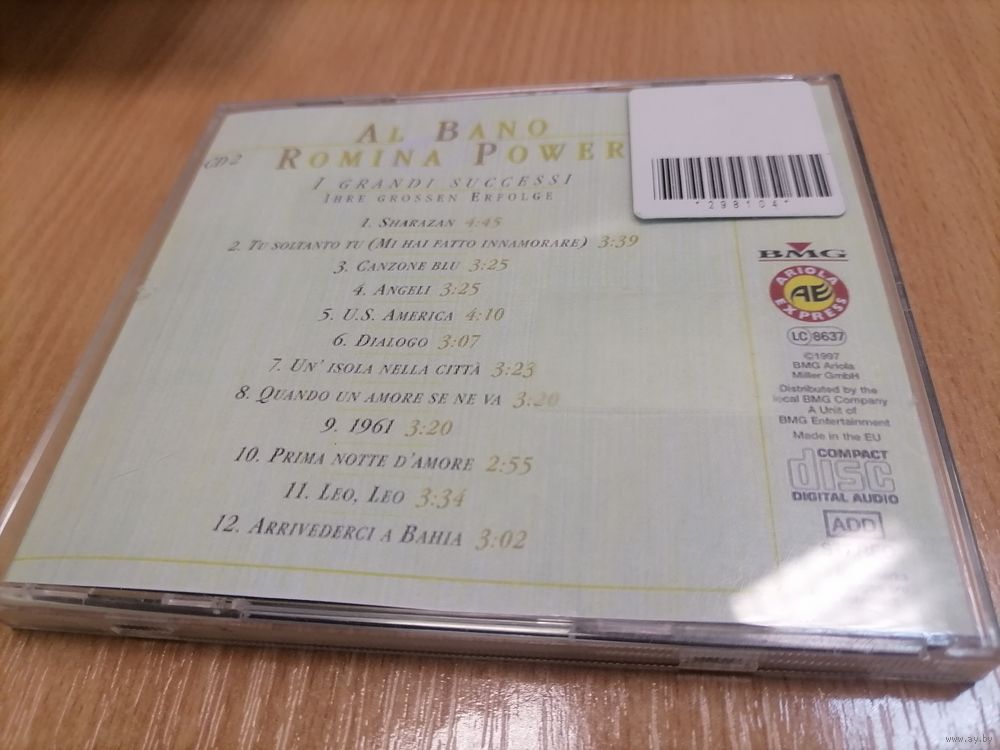 AL BANO
CD 2
ROMINA POWER
I GRANDI SUCCESSI
IHRE GROSSEN ERFOLGE
1. SHARAZAN 4:45
2. TU SOLTANTO TU (MI HAI FATTO INNAMORARE) 3:39
3. CANZONE BLU 3:25
4. ANGELI 3:25
5. U.S. AMERICA 4:10
6. DIALOGO 3:07
7. UN' ISOLA NELLA CITTÀ 3:23
8. QUANDO UN AMORE SE NE VA 3:20
9. 1961 3:20
10. PRIMA NOTTE D'AMORE 2:55
11. LEO, LEO 3:34
12. ARRIVEDERCI A BAHIA 3:02
*298104*
BMG
ARIOLA
AE
EXPRESS
LC 8637
©1997
BMG Ariola
Miller GmbH
Distributed by the
local BMG Company
A Unit of
BMG Entertainment
Made in the EU
COMPACT
disc
DIGITAL AUDIO
ADD
www.ay.by